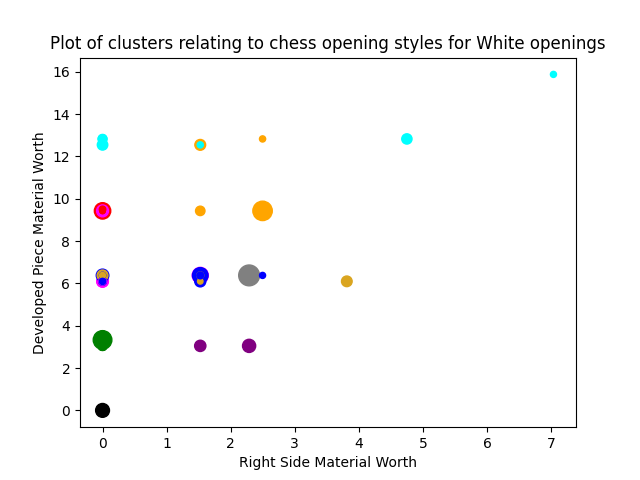 Plot of clusters relating to chess opening styles for White openings
16
14
12
10
8
6
4
2
0
Developed Piece Material Worth
0 1 2 3 4 5 6 7
Right Side Material Worth